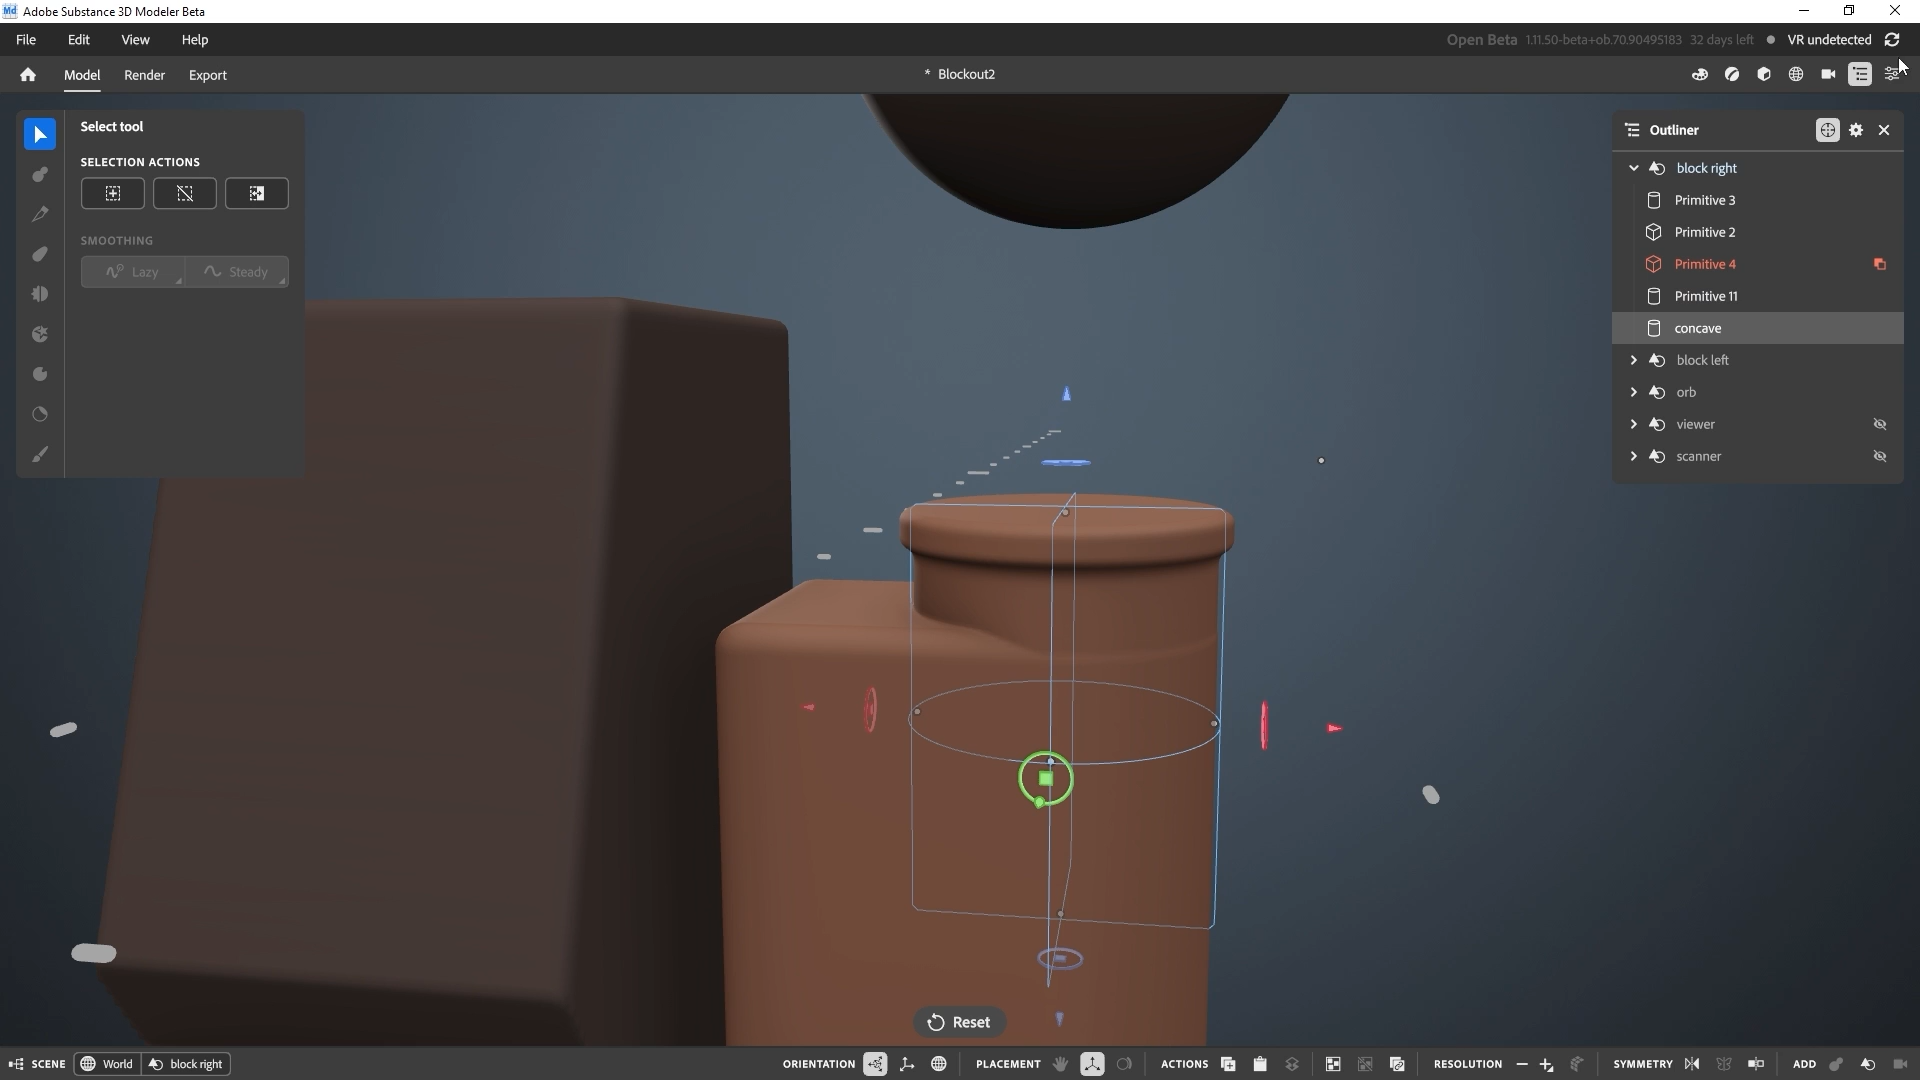 Md Adobe Substance 3D Modeler Beta
File Edit View Help
Open Beta 1.11.50-beta+ob.70.90495183 32 days left VR undetected
Model Render Export
* Blockout2
Select tool
SELECTION ACTIONS
SMOOTHING
Lazy Steady
Outliner
block right
Primitive 3
Primitive 2
Primitive 4
Primitive 11
concave
block left
orb
viewer
scanner
Reset
SCENE World block right ORIENTATION PLACEMENT ACTIONS RESOLUTION SYMMETRY ADD